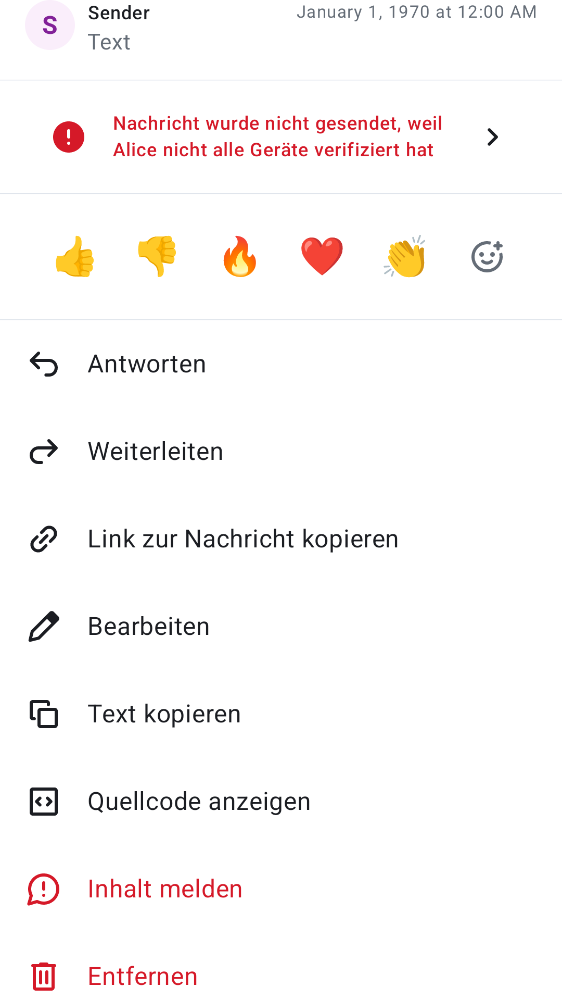 S
Sender
January 1, 1970 at 12:00 AM
Text
Nachricht wurde nicht gesendet, weil
Alice nicht alle Geräte verifiziert hat
Antworten
Weiterleiten
Link zur Nachricht kopieren
Bearbeiten
Text kopieren
Quellcode anzeigen
Inhalt melden
Entfernen